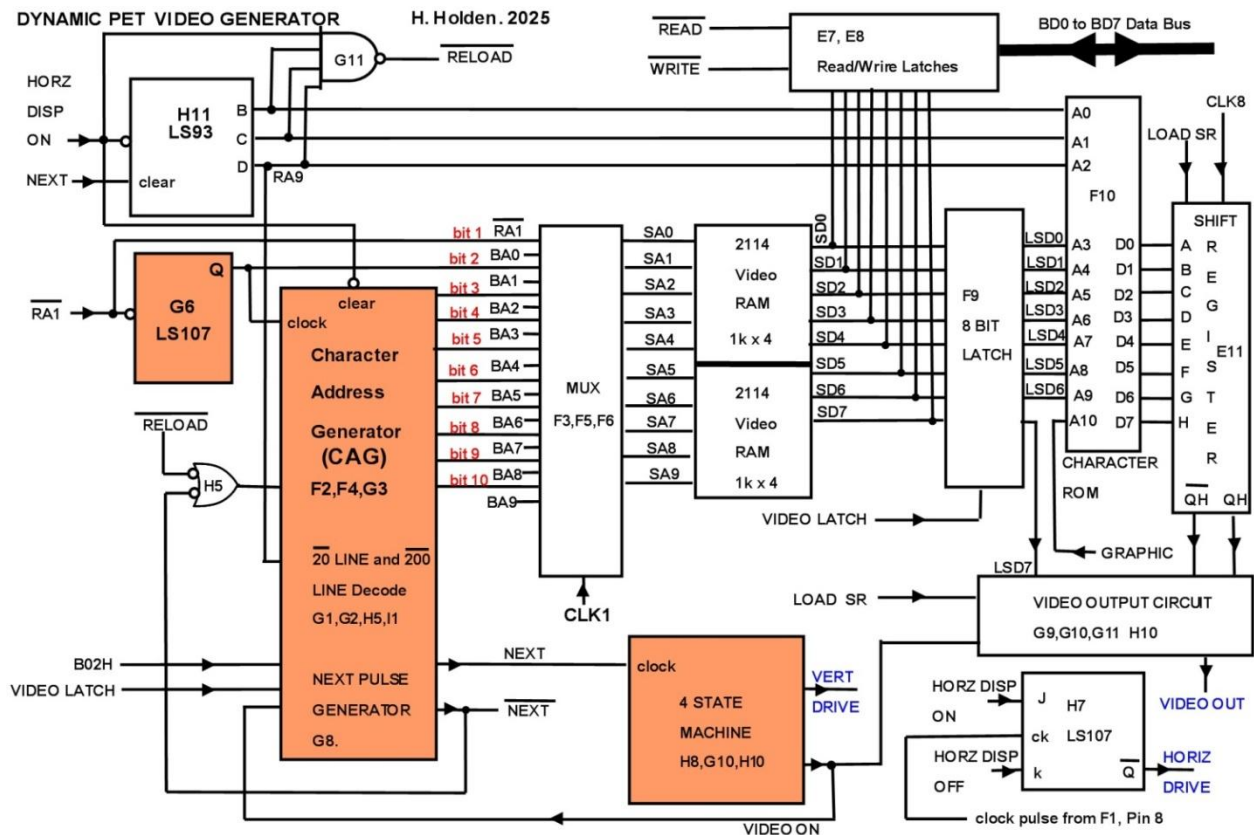 DYNAMIC PET VIDEO GENERATOR H. Holden. 2025
HORZ
DISP
ON
NEXT
H11
LS93
B
C
D
clear
RA9
G11
RELOAD
READ
WRITE
E7, E8
Read/Wrire Latches
BD0 to BD7 Data Bus
CLK8
LOAD SR
A0
A1
A2
F10
A3 D0
A4 D1
A5 D2
A6 D3
A7 D4
A8 D5
A9 D6
A10 D7
CHARACTER
ROM
SHIFT
A
B
C
D
E
F
G
H
REGISTER
E11
QH QH
RA1
Q
G6
LS107
clear
clock
Character
Address
Generator
(CAG)
F2,F4,G3
20 LINE and 200
LINE Decode
G1,G2,H5,I1
NEXT PULSE
GENERATOR
G8.
RELOAD
H5
B02H
VIDEO LATCH
bit 1 RA1
bit 2 BA0
bit 3 BA1
bit 4 BA2
bit 5 BA3
bit 6 BA4
bit 7 BA5
bit 8 BA6
bit 9 BA7
bit 10 BA8
BA9
MUX
F3,F5,F6
CLK1
SA0
SA1
SA2
SA3
SA4
SA5
SA6
SA7
SA8
SA9
2114
Video
RAM
1k x 4
2114
Video
RAM
1k x 4
SD0
SD1
SD2
SD3
SD4
SD5
SD6
SD7
F9
8 BIT
LATCH
LSD0
LSD1
LSD2
LSD3
LSD4
LSD5
LSD6
VIDEO LATCH
LSD7
GRAPHIC
LOAD SR
VIDEO OUTPUT CIRCUIT
G9,G10,G11 H10
VIDEO OUT
NEXT
NEXT
clock
4 STATE
MACHINE
H8,G10,H10
VERT
DRIVE
VIDEO ON
HORZ DISP
ON
HORZ DISP
OFF
J
ck
k
H7
LS107
Q
HORIZ
DRIVE
clock pulse from F1, Pin 8